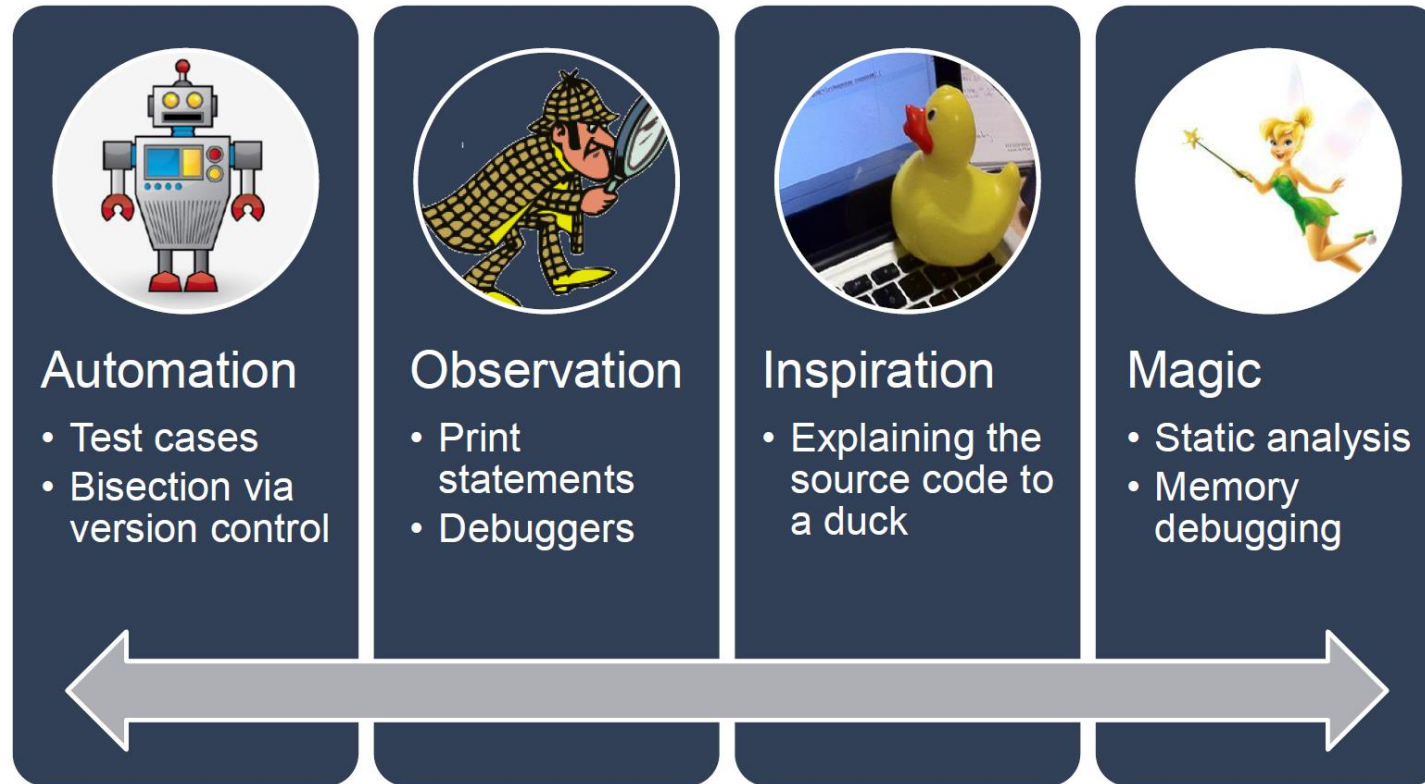 Automation
• Test cases
• Bisection via
version control
Observation
• Print
statements
• Debuggers
Inspiration
• Explaining the
source code to
a duck
Magic
• Static analysis
• Memory
debugging